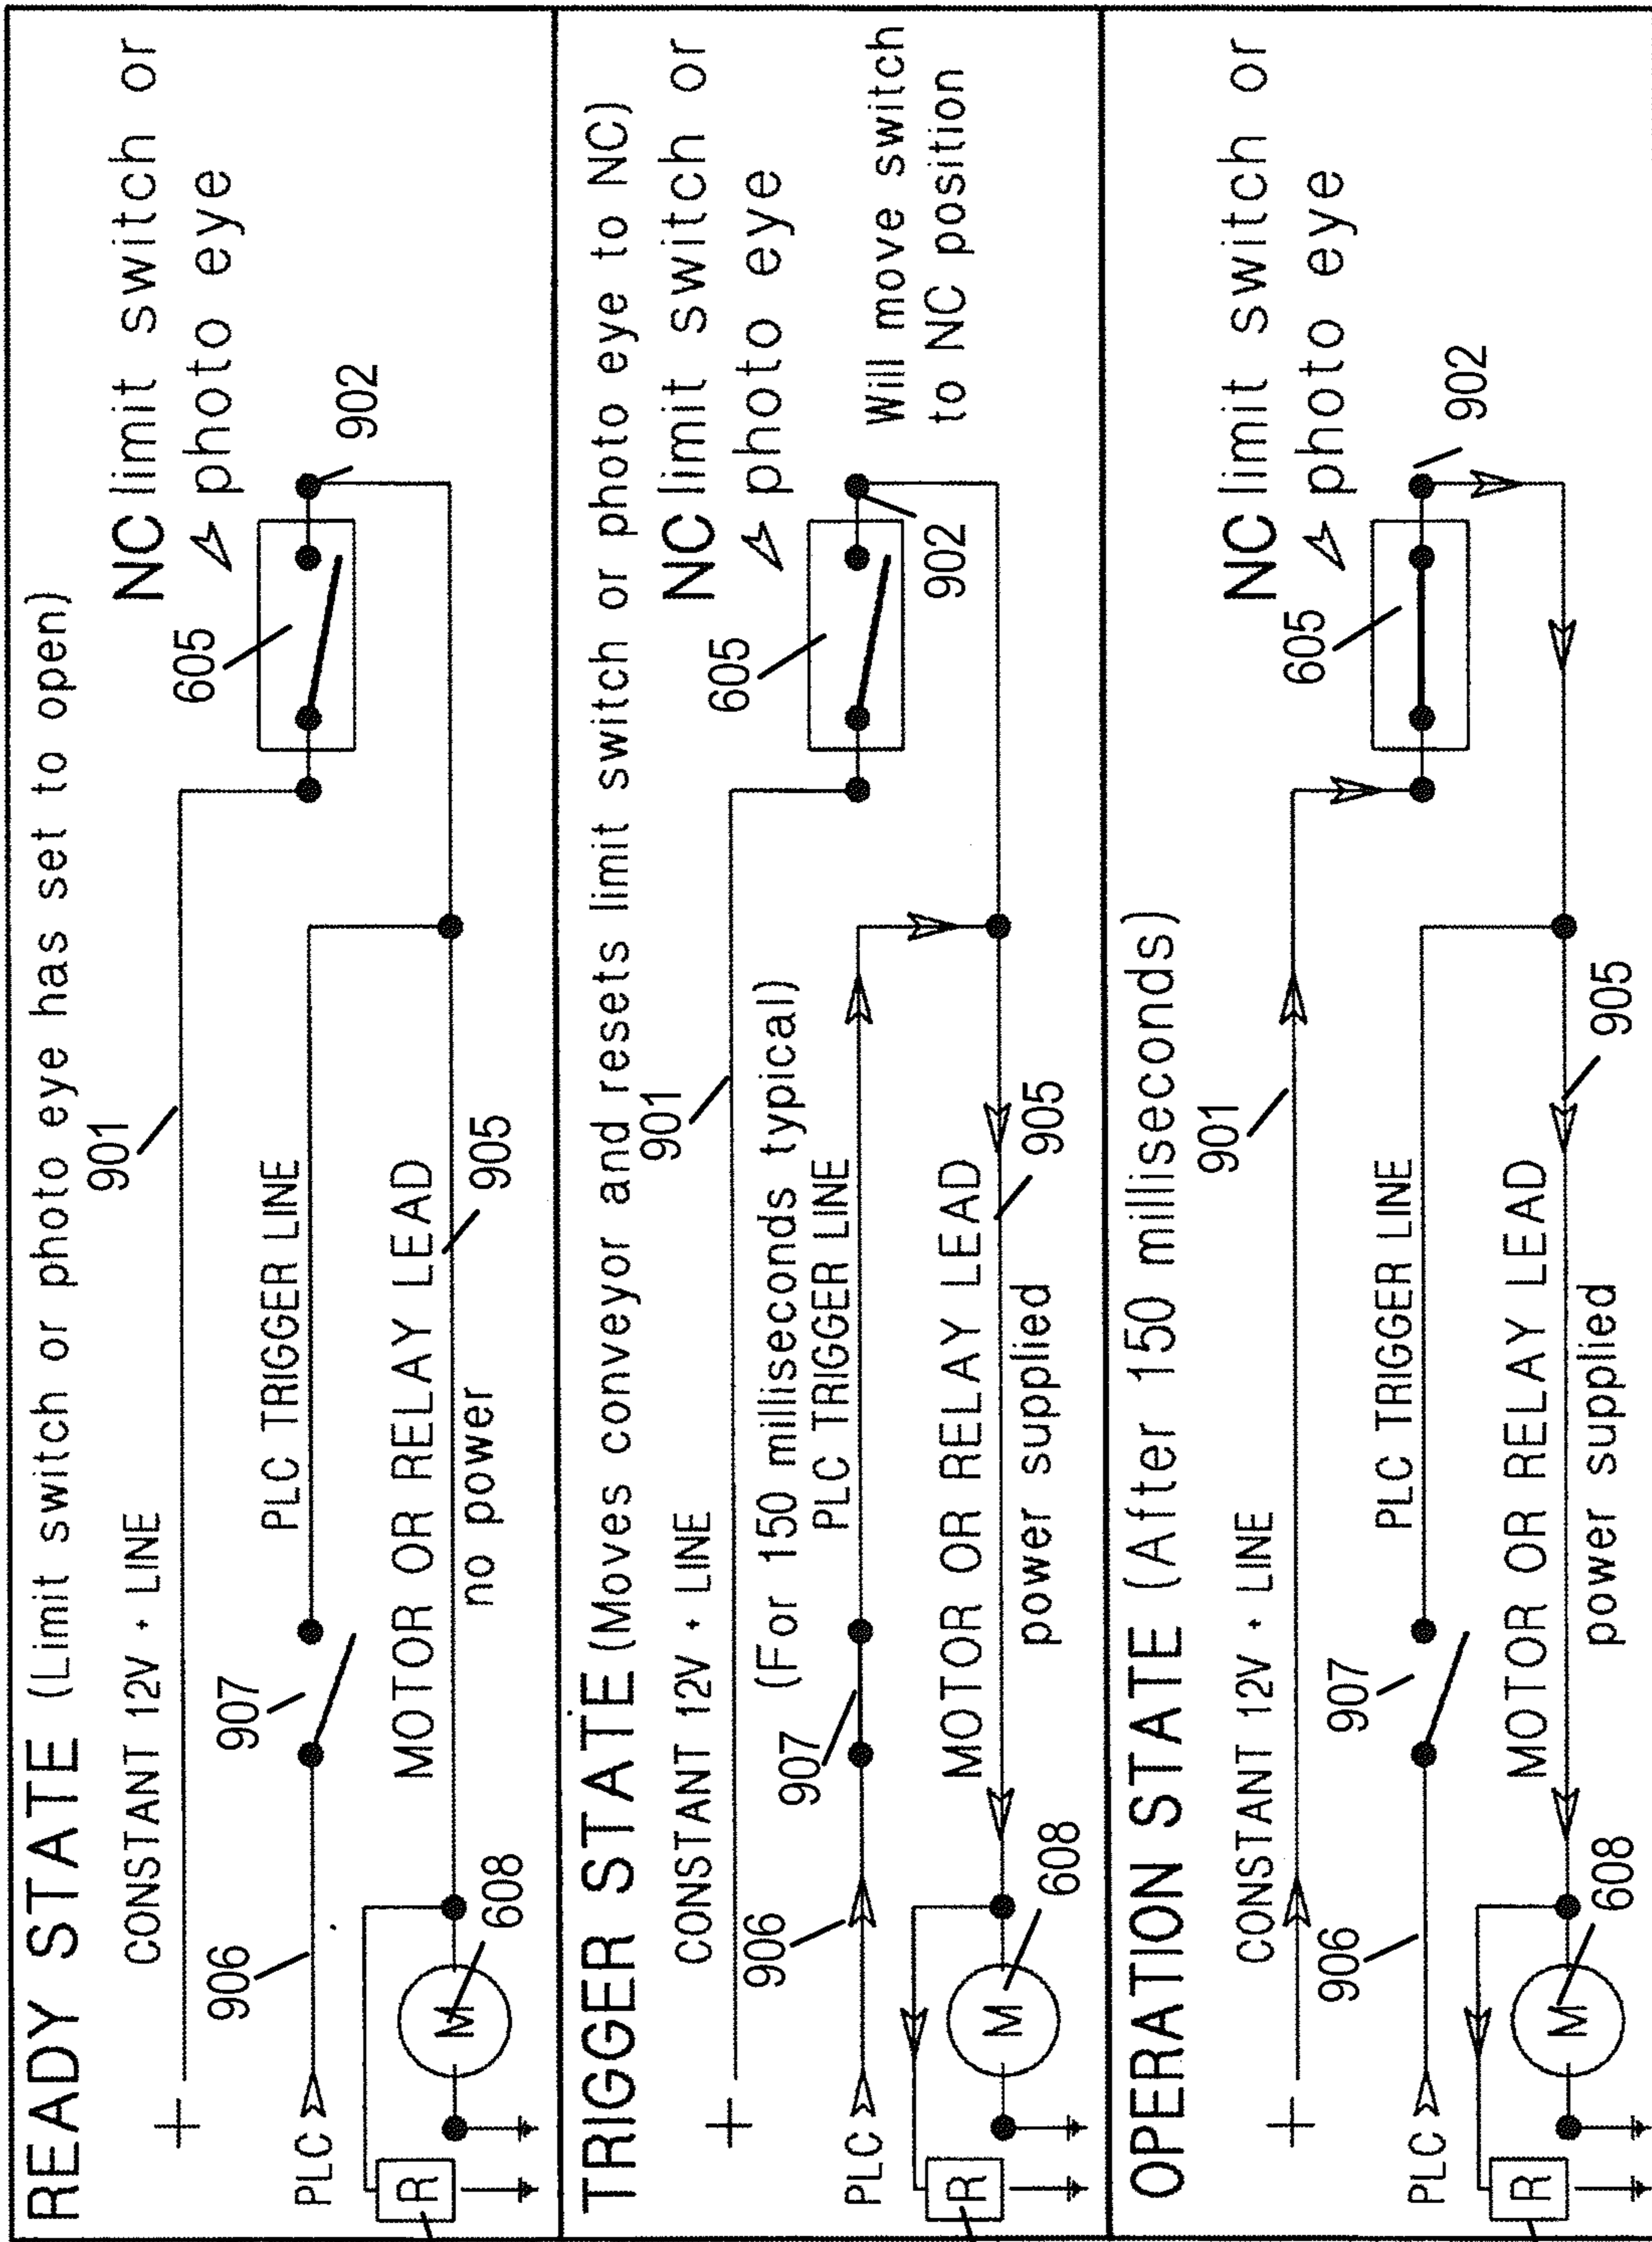 READY STATE (Limit switch or photo eye has set to open)
901
CONSTANT 12V + LINE
NC limit switch or
photo eye
605
907
PLC TRIGGER LINE
902
906
MOTOR OR RELAY LEAD
905
no power
PLC
R
M
608
TRIGGER STATE (Moves conveyor and resets limit switch or photo eye to NC)
901
CONSTANT 12V + LINE
NC limit switch or
photo eye
605
(For 150 milliseconds typical)
907
PLC TRIGGER LINE
906
902
Will move switch
to NC position
MOTOR OR RELAY LEAD
905
power supplied
PLC
R
M
608
OPERATION STATE (After 150 milliseconds)
901
CONSTANT 12V + LINE
NC limit switch or
photo eye
605
907
PLC TRIGGER LINE
902
906
MOTOR OR RELAY LEAD
905
power supplied
PLC
R
M
608